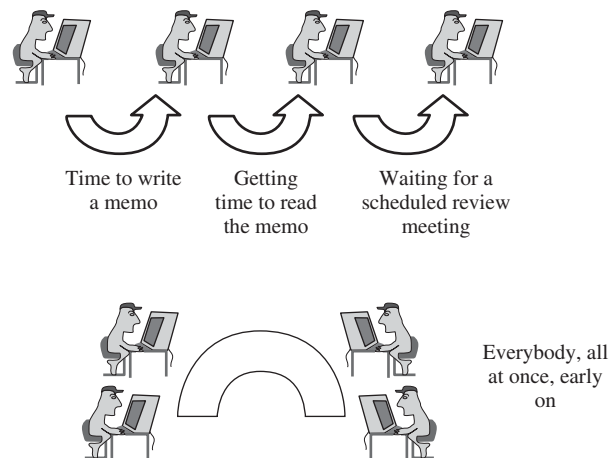 Time to write
a memo
Getting
time to read
the memo
Waiting for a
scheduled review
meeting
Everybody, all
at once, early
on